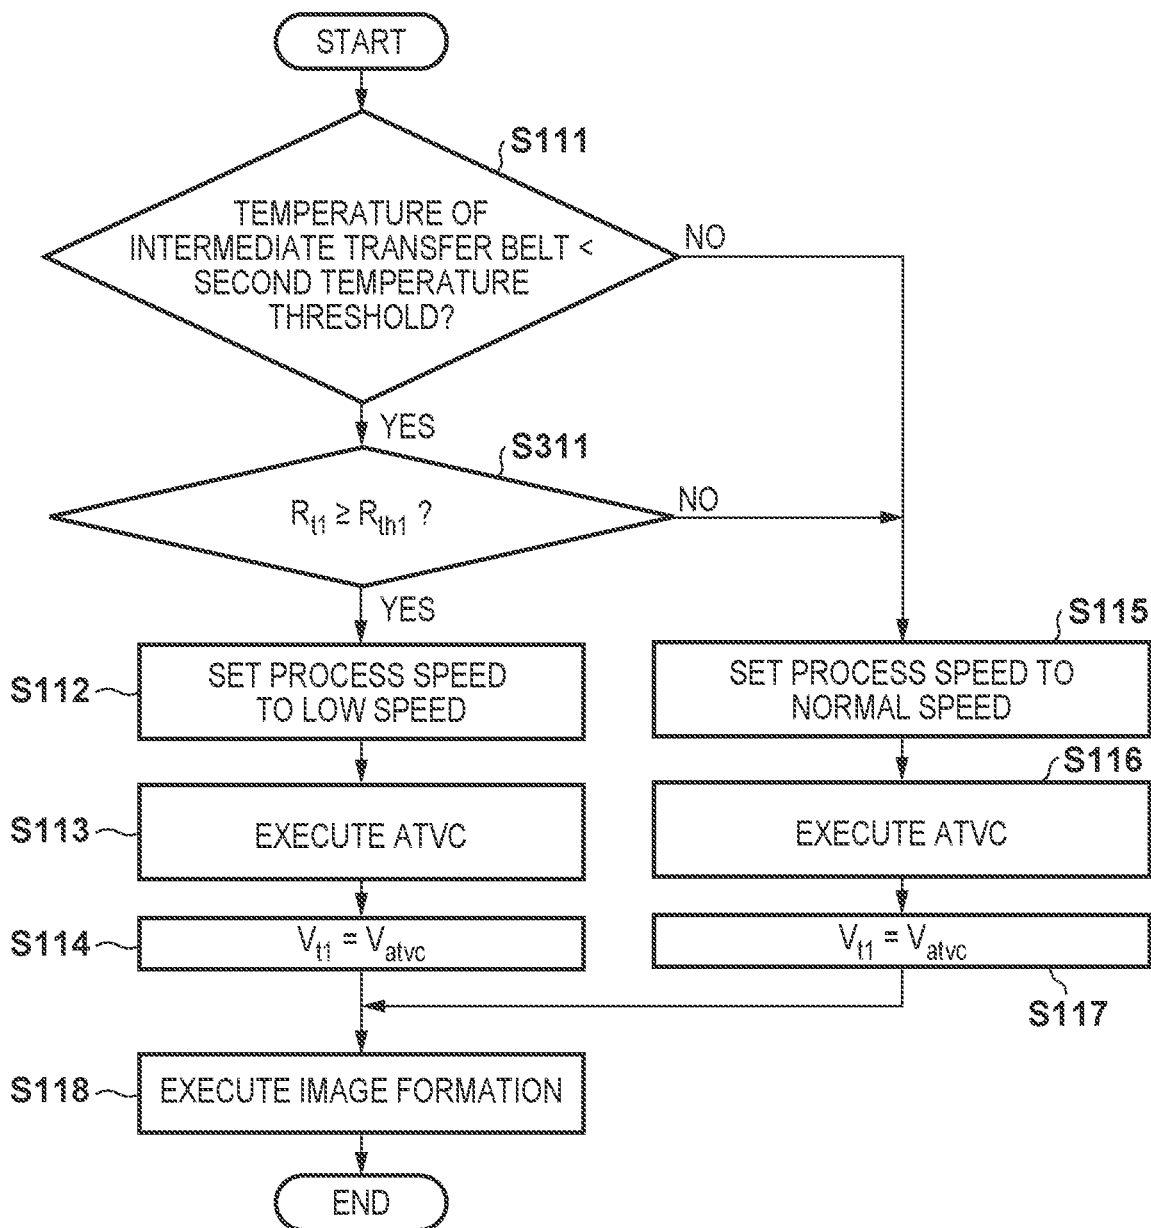 START
S111
TEMPERATURE OF
INTERMEDIATE TRANSFER BELT <
SECOND TEMPERATURE
THRESHOLD?
NO
YES
S311
R_t1 ≥ R_th1 ?
NO
YES
S112
SET PROCESS SPEED
TO LOW SPEED
S115
SET PROCESS SPEED TO
NORMAL SPEED
S113
EXECUTE ATVC
S116
EXECUTE ATVC
S114
V_t1 = V_atvc
V_t1 = V_atvc
S117
S118
EXECUTE IMAGE FORMATION
END